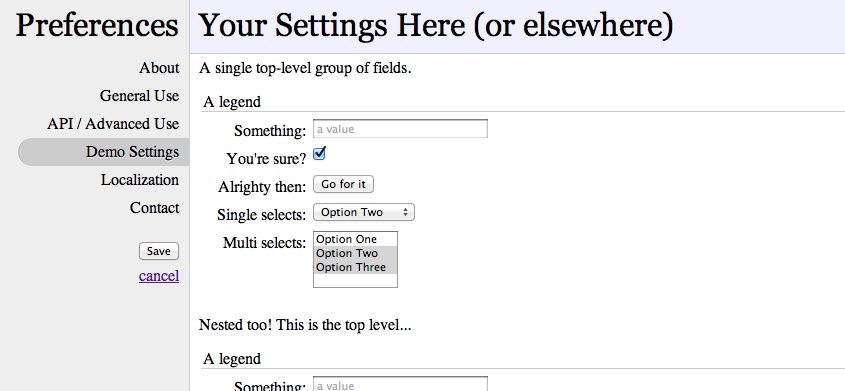 Preferences
About
General Use
API / Advanced Use
Demo Settings
Localization
Contact
Save
cancel
Your Settings Here (or elsewhere)
A single top-level group of fields.
A legend
Something: a value
You're sure?
Alrighty then: Go for it
Single selects: Option Two
Multi selects: Option One
Option Two
Option Three
Nested too! This is the top level...
A legend
Something: a value